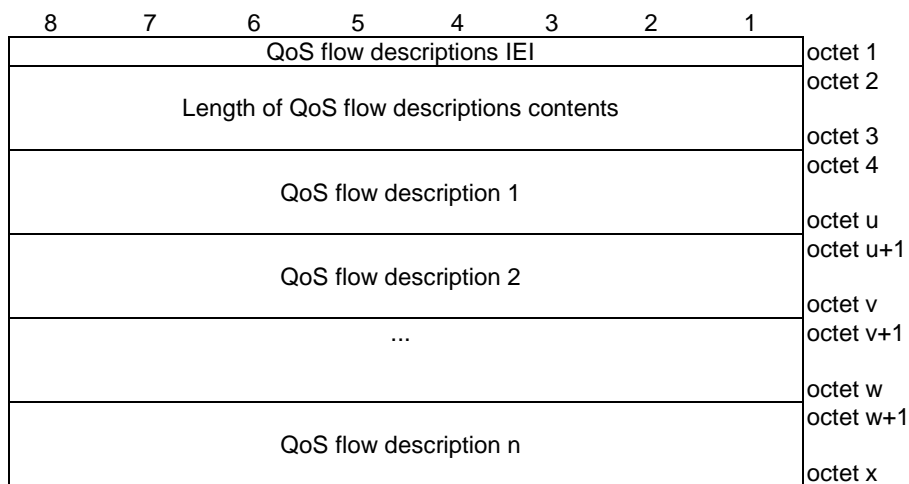 8 7 6 5 4 3 2 1
QoS flow descriptions IEI octet 1
octet 2
Length of QoS flow descriptions contents
octet 3
octet 4
QoS flow description 1
octet u
octet u+1
QoS flow description 2
octet v
... octet v+1
octet w
octet w+1
QoS flow description n
octet x